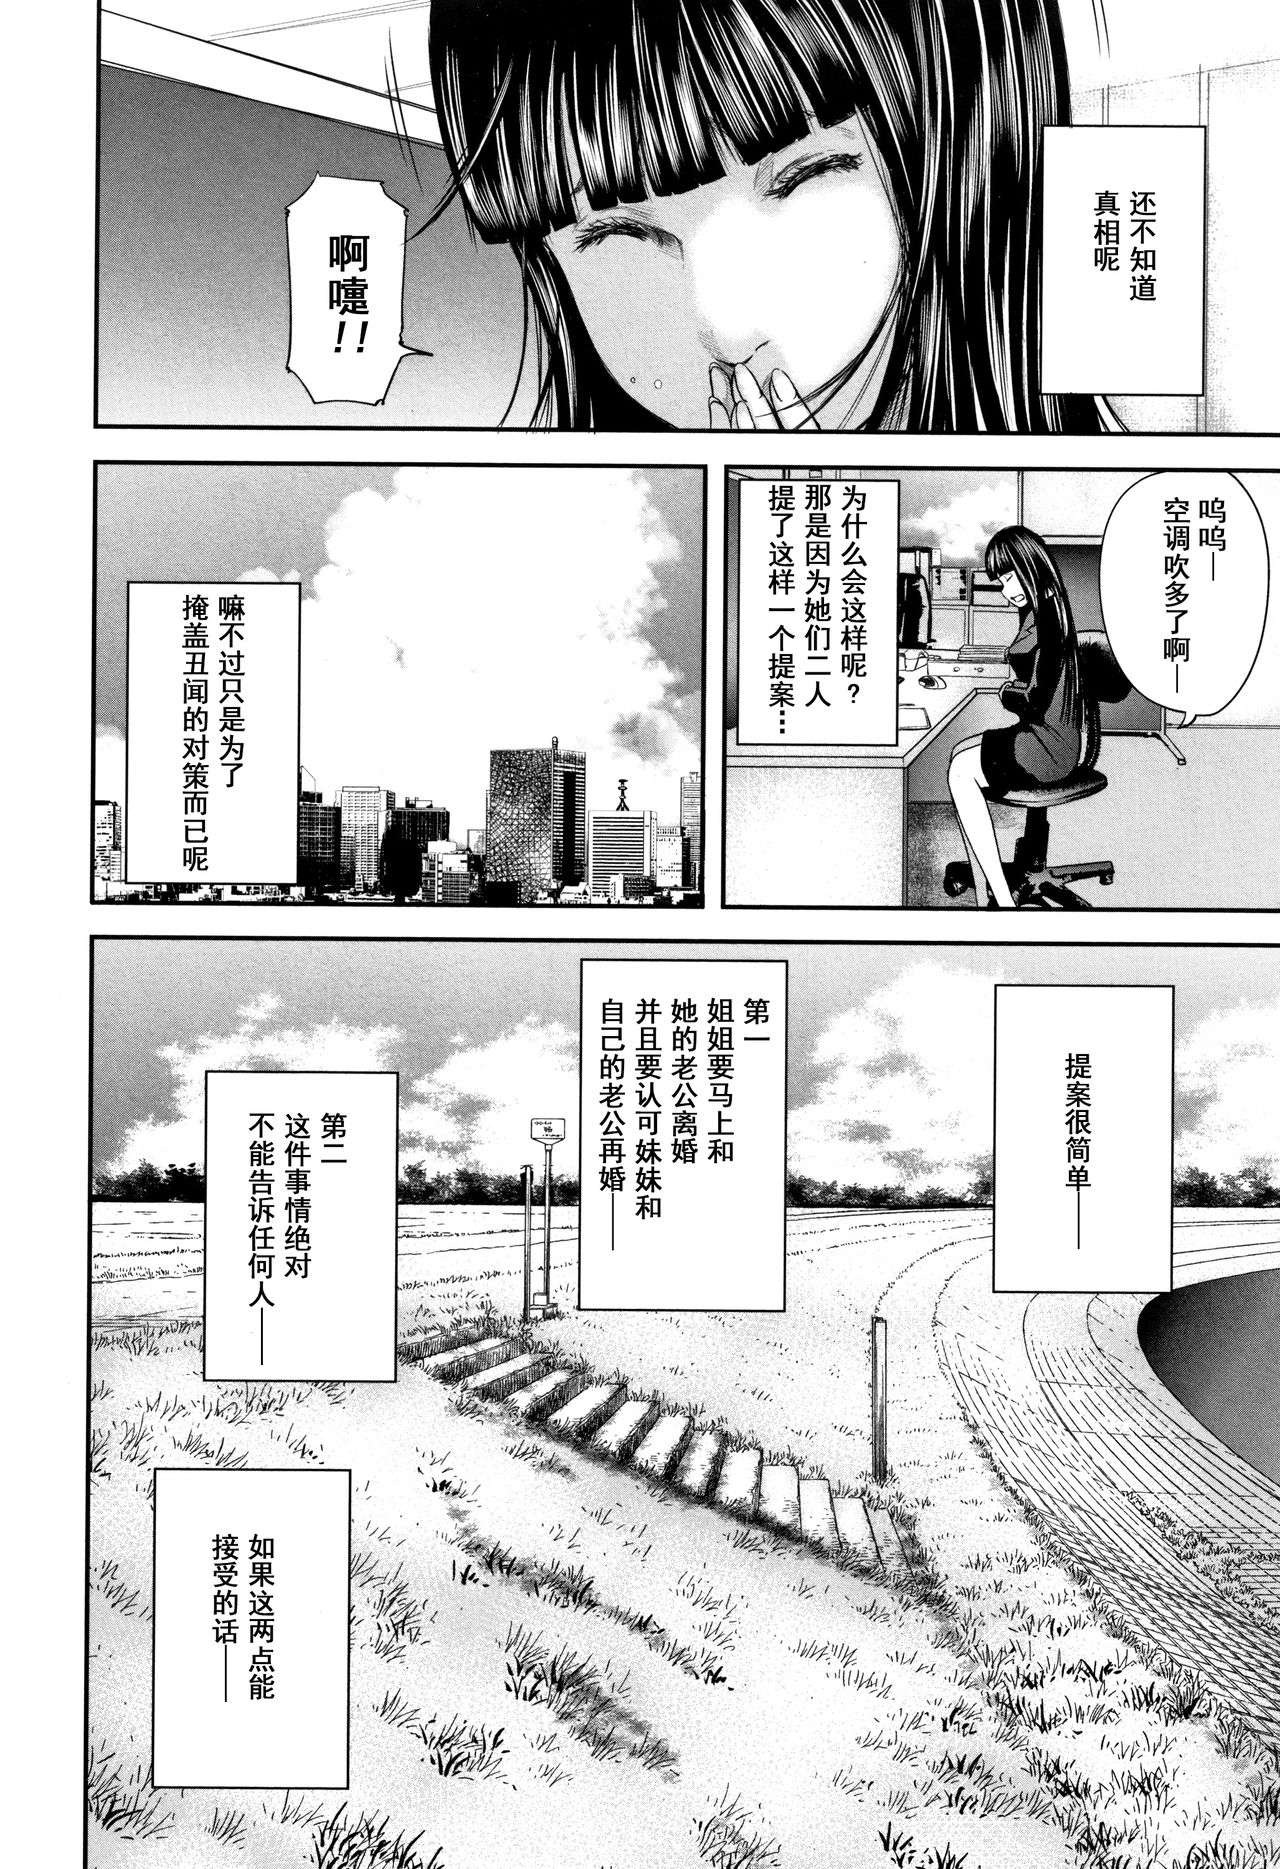 还不知道
真相呢
啊嚏!!
呜呜—
空调吹多了啊—
为什么会这样呢?
那是因为她们二人
提了这样一个提案…
嘛不过只是为了
掩盖丑闻的对策而已呢
提案很简单——
第一
姐姐要马上和
她的老公离婚
并且要认可妹妹和
自己的老公再婚——
第二
这件事情绝对
不能告诉任何人——
如果这两点能
接受的话——